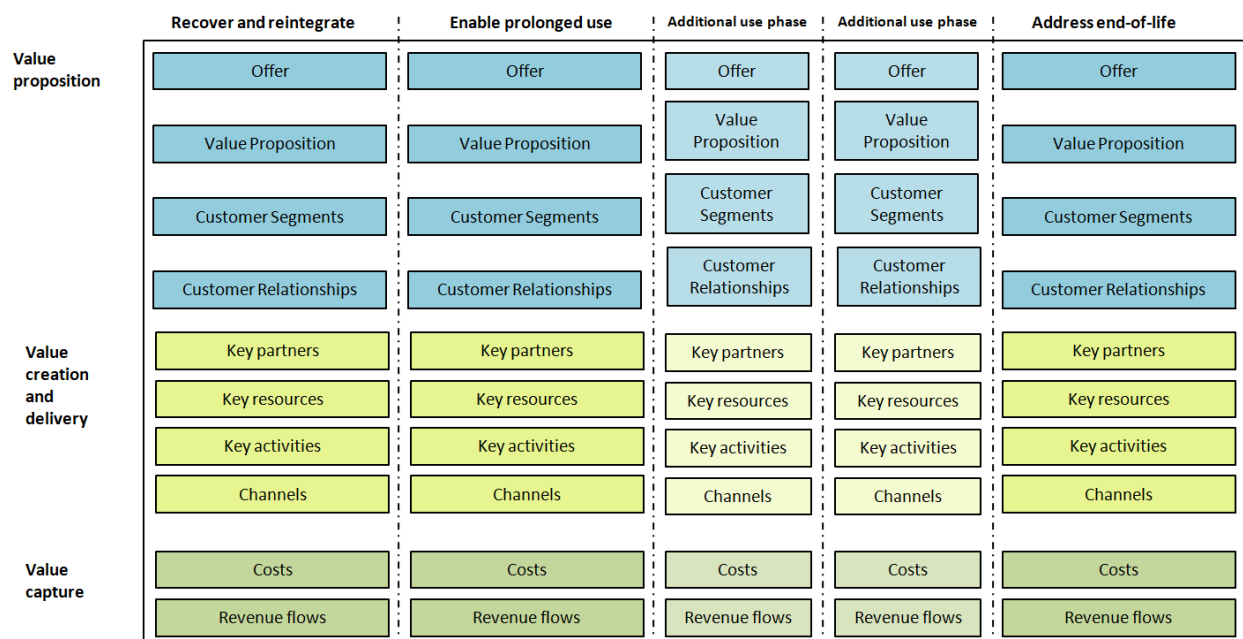 Recover and reintegrate
Enable prolonged use
Additional use phase
Additional use phase
Address end-of-life
Value
proposition
Offer
Offer
Offer
Offer
Offer
Value Proposition
Value Proposition
Value
Proposition
Value
Proposition
Value Proposition
Customer Segments
Customer Segments
Customer
Segments
Customer
Segments
Customer Segments
Customer Relationships
Customer Relationships
Customer
Relationships
Customer
Relationships
Customer Relationships
Value
creation
and
delivery
Key partners
Key partners
Key partners
Key partners
Key partners
Key resources
Key resources
Key resources
Key resources
Key resources
Key activities
Key activities
Key activities
Key activities
Key activities
Channels
Channels
Channels
Channels
Channels
Value
capture
Costs
Costs
Costs
Costs
Costs
Revenue flows
Revenue flows
Revenue flows
Revenue flows
Revenue flows